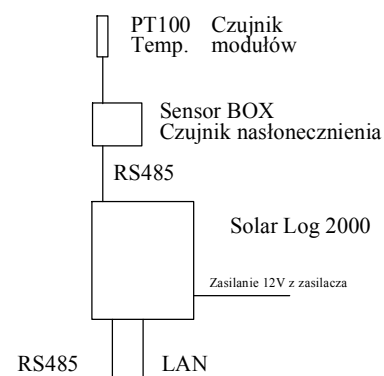 PT100 Czujnik
Temp. modułów
Sensor BOX
Czujnik nasłonecznienia
RS485
Solar Log 2000
Zasilanie 12V z zasilacza
RS485 LAN